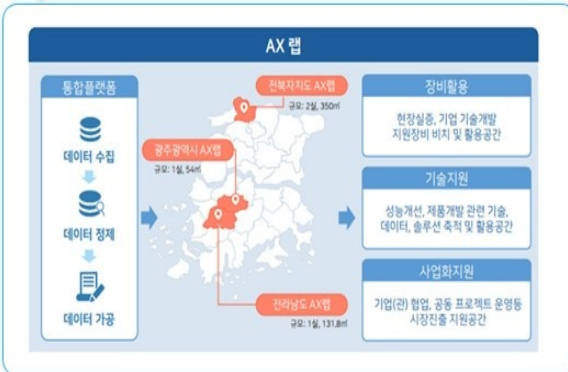 AX 랩
통합플랫폼
데이터 수집
데이터 정제
데이터 가공
전북자치도 AX랩
규모: 2실, 350㎡
광주광역시 AX랩
규모: 1실, 54㎡
전라남도 AX랩
규모: 1실, 131.8㎡
장비활용
현장실증, 기업 기술개발
지원장비 비치 및 활용공간
기술지원
성능개선, 제품개발 관련 기술,
데이터, 솔루션 축적 및 활용공간
사업화지원
기업(관) 협업, 공동 프로젝트 운영등
시장진출 지원공간